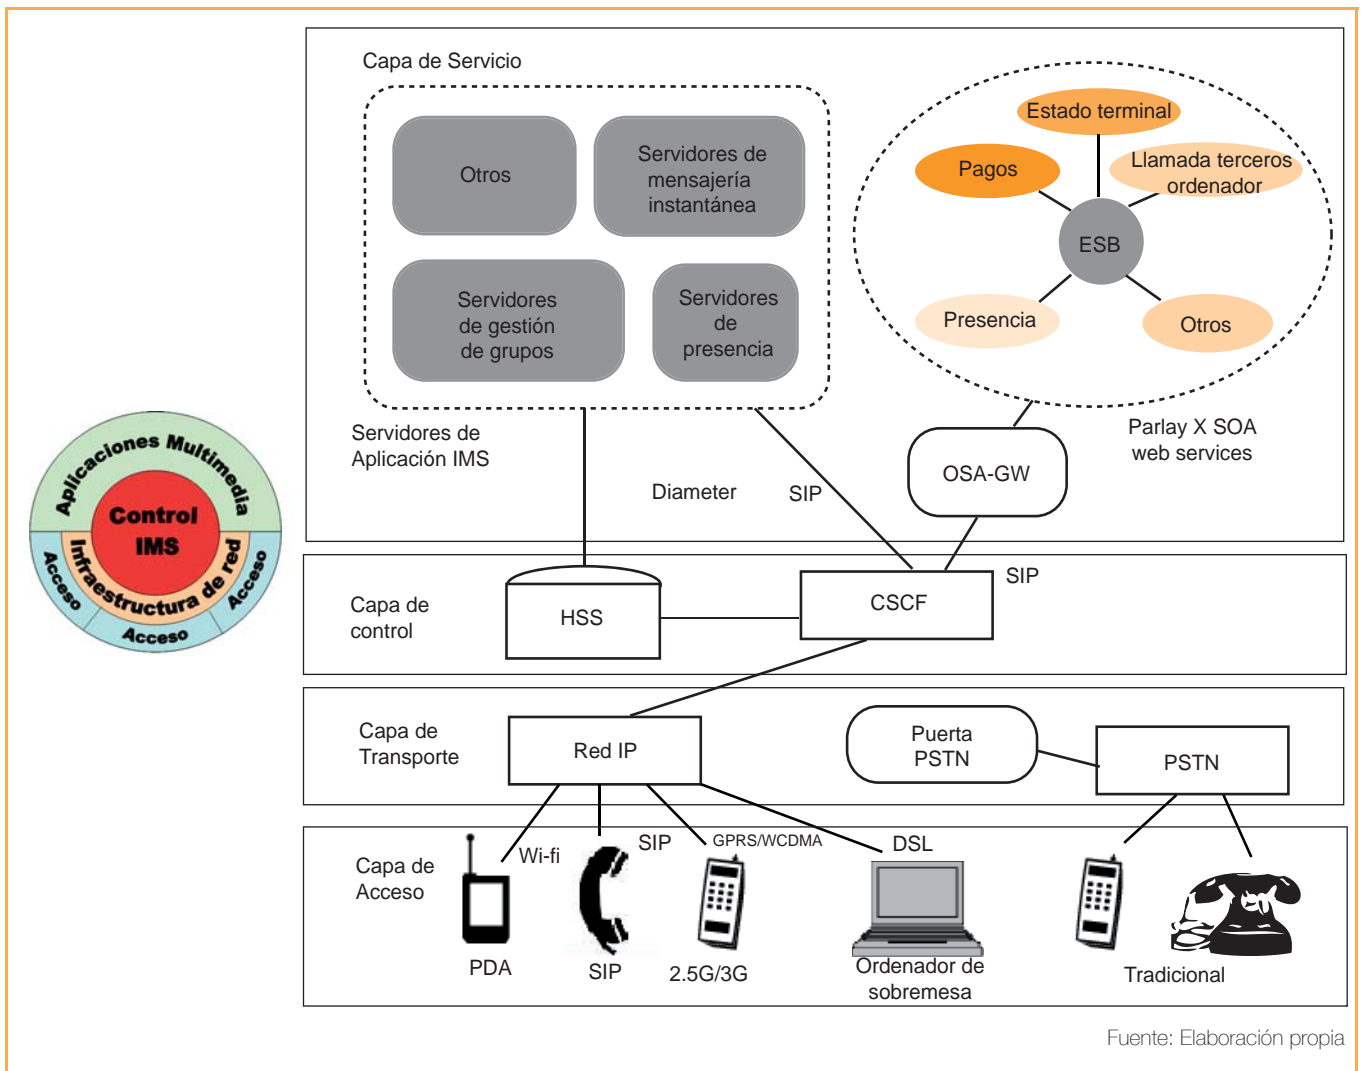 Capa de Servicio
Otros
Servidores de
mensajería
instantánea
Servidores
de gestión
de grupos
Servidores
de
presencia
Estado terminal
Pagos
Llamada terceros
ordenador
ESB
Presencia
Otros
Servidores de
Aplicación IMS
Diameter
SIP
OSA-GW
Parlay X SOA
web services
Aplicaciones Multimedia
Control
IMS
Infraestructura de red
Acceso
Acceso
Acceso
Capa de
control
HSS
CSCF
SIP
Capa de
Transporte
Red IP
Puerta
PSTN
PSTN
Capa de
Acceso
Wi-fi
SIP
GPRS/WCDMA
DSL
PDA
SIP
2.5G/3G
Ordenador de
sobremesa
Tradicional
Fuente: Elaboración propia